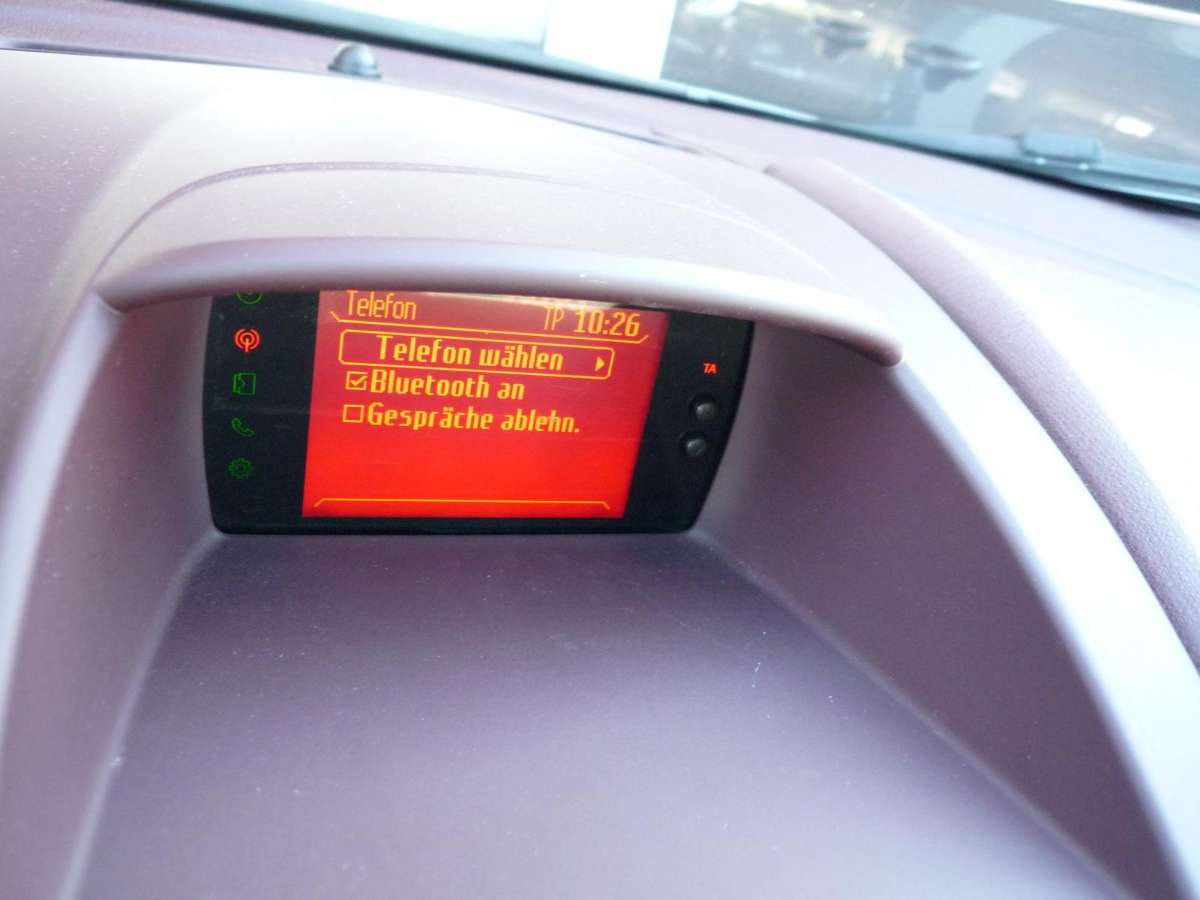 Telefon TP 10:26
Telefon wählen
Bluetooth an
Gespräche ablehn.
TA